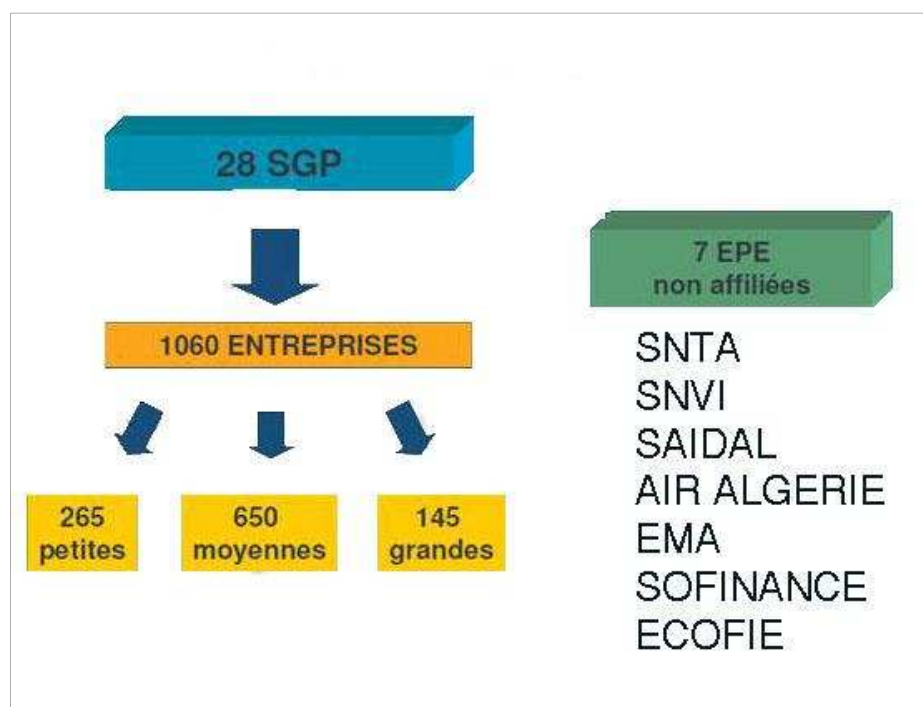 28 SGP
1060 ENTREPRISES
265
petites
650
moyennes
145
grandes
7 EPE
non affiliées
SNTA
SNVI
SAIDAL
AIR ALGERIE
EMA
SOFINANCE
ECOFIE